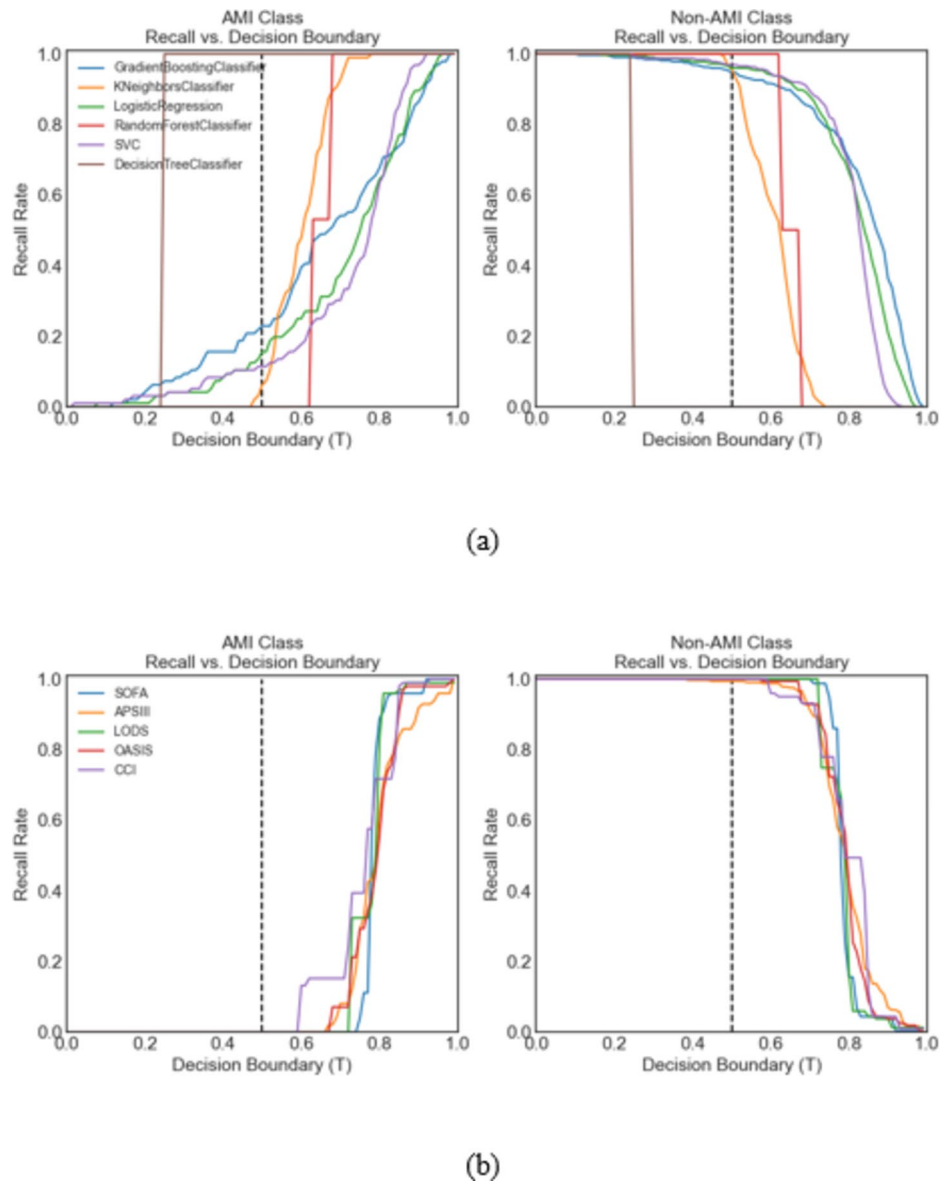 AMI Class
Recall vs. Decision Boundary
1.0
0.8
0.6
0.4
0.2
0.0
Recall Rate
GradientBoostingClassifier
KNeighborsClassifier
LogisticRegression
RandomForestClassifier
SVC
DecisionTreeClassifier
0.0 0.2 0.4 0.6 0.8 1.0
Decision Boundary (T)
Non-AMI Class
Recall vs. Decision Boundary
1.0
0.8
0.6
0.4
0.2
0.0
Recall Rate
0.0 0.2 0.4 0.6 0.8 1.0
Decision Boundary (T)
(a)
AMI Class
Recall vs. Decision Boundary
1.0
0.8
0.6
0.4
0.2
0.0
Recall Rate
SOFA
APSIII
LODS
OASIS
CCI
0.0 0.2 0.4 0.6 0.8 1.0
Decision Boundary (T)
Non-AMI Class
Recall vs. Decision Boundary
1.0
0.8
0.6
0.4
0.2
0.0
Recall Rate
0.0 0.2 0.4 0.6 0.8 1.0
Decision Boundary (T)
(b)